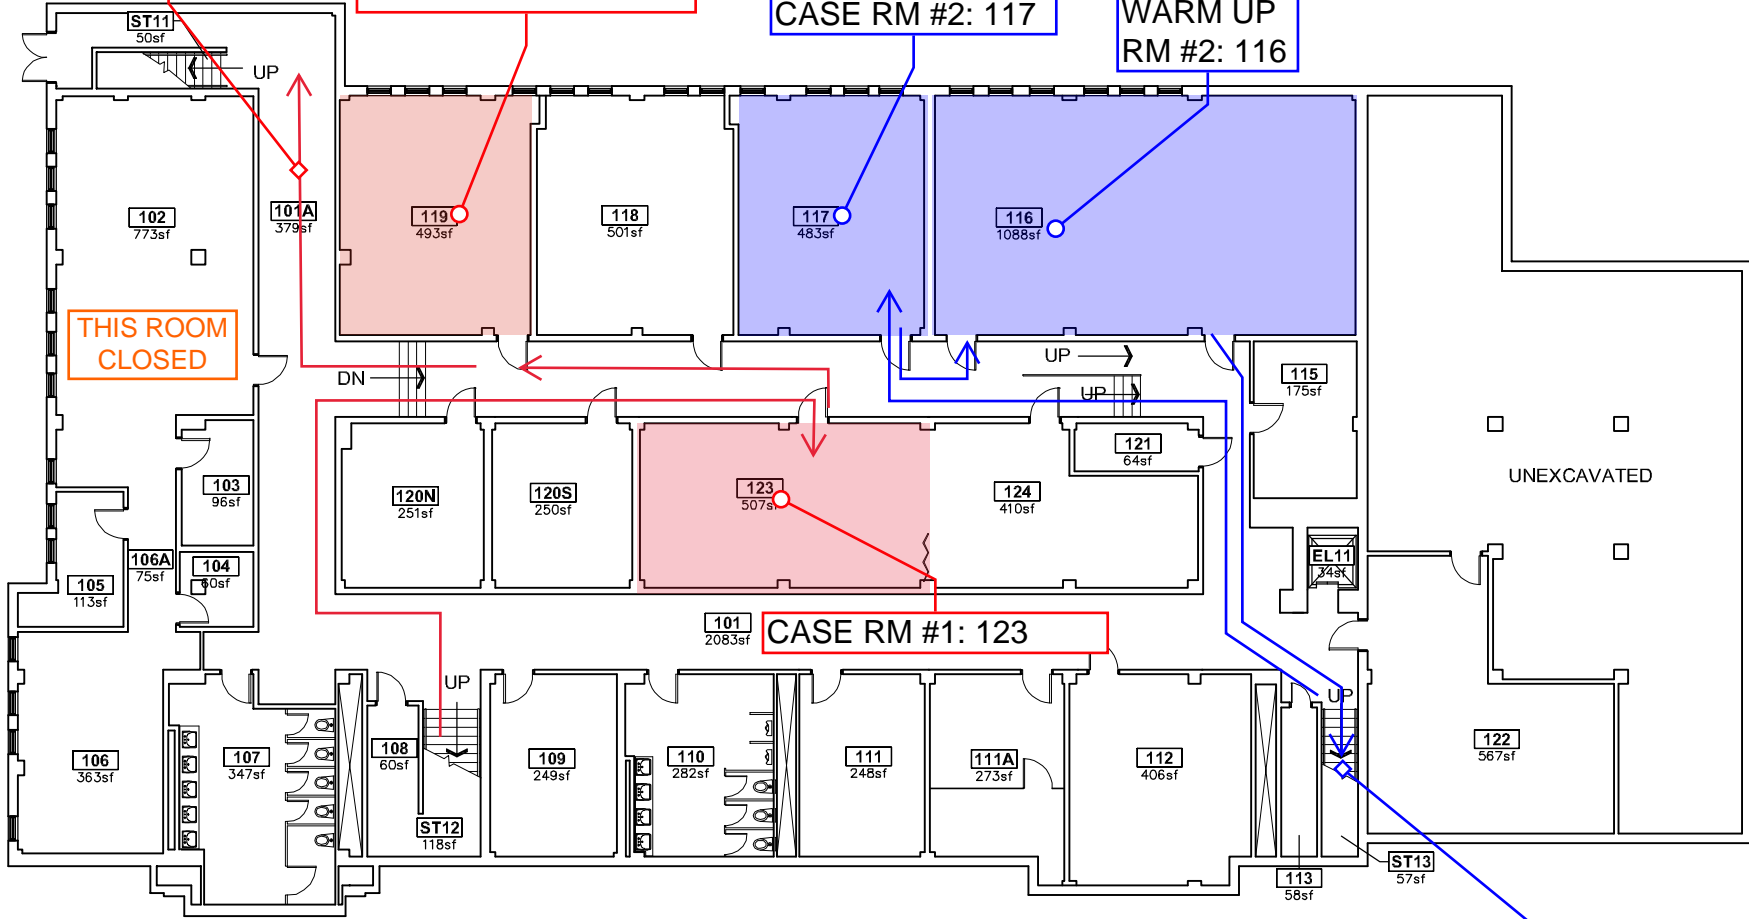 CASE RM #2: 117
WARM UP
RM #2: 116
ST11
50sf
UP
102
773sf
101A
379sf
119
493sf
118
501sf
117
483sf
116
1088sf
THIS ROOM
CLOSED
DN
UP
UP
115
175sf
121
64sf
103
96sf
120N
251sf
120S
250sf
123
507sf
124
410sf
UNEXCAVATED
106A
75sf
104
60sf
105
113sf
EL11
34sf
101
2083sf
CASE RM #1: 123
UP
UP
106
363sf
107
347sf
108
60sf
109
249sf
110
282sf
111
248sf
111A
273sf
112
406sf
122
567sf
ST12
118sf
113
58sf
ST13
57sf